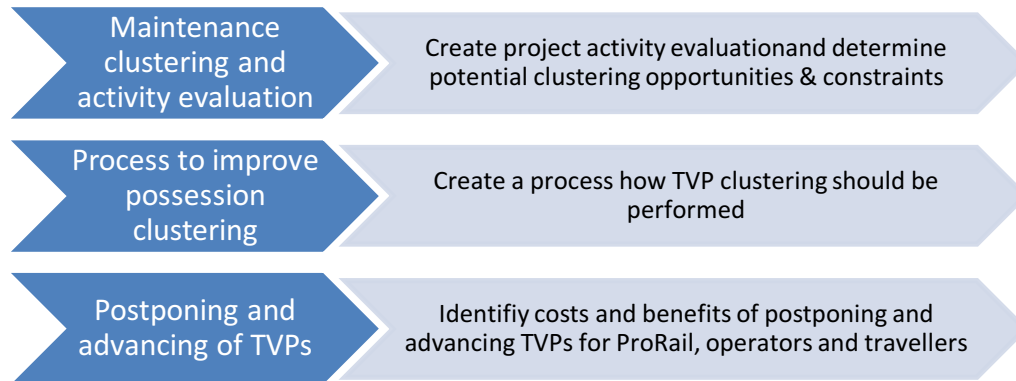 Maintenance
clustering and
activity evaluation
Create project activity evaluationand determine
potential clustering opportunities & constraints
Process to improve
possession
clustering
Create a process how TVP clustering should be
performed
Postponing and
advancing of TVPs
Identifiy costs and benefits of postponing and
advancing TVPs for ProRail, operators and travellers